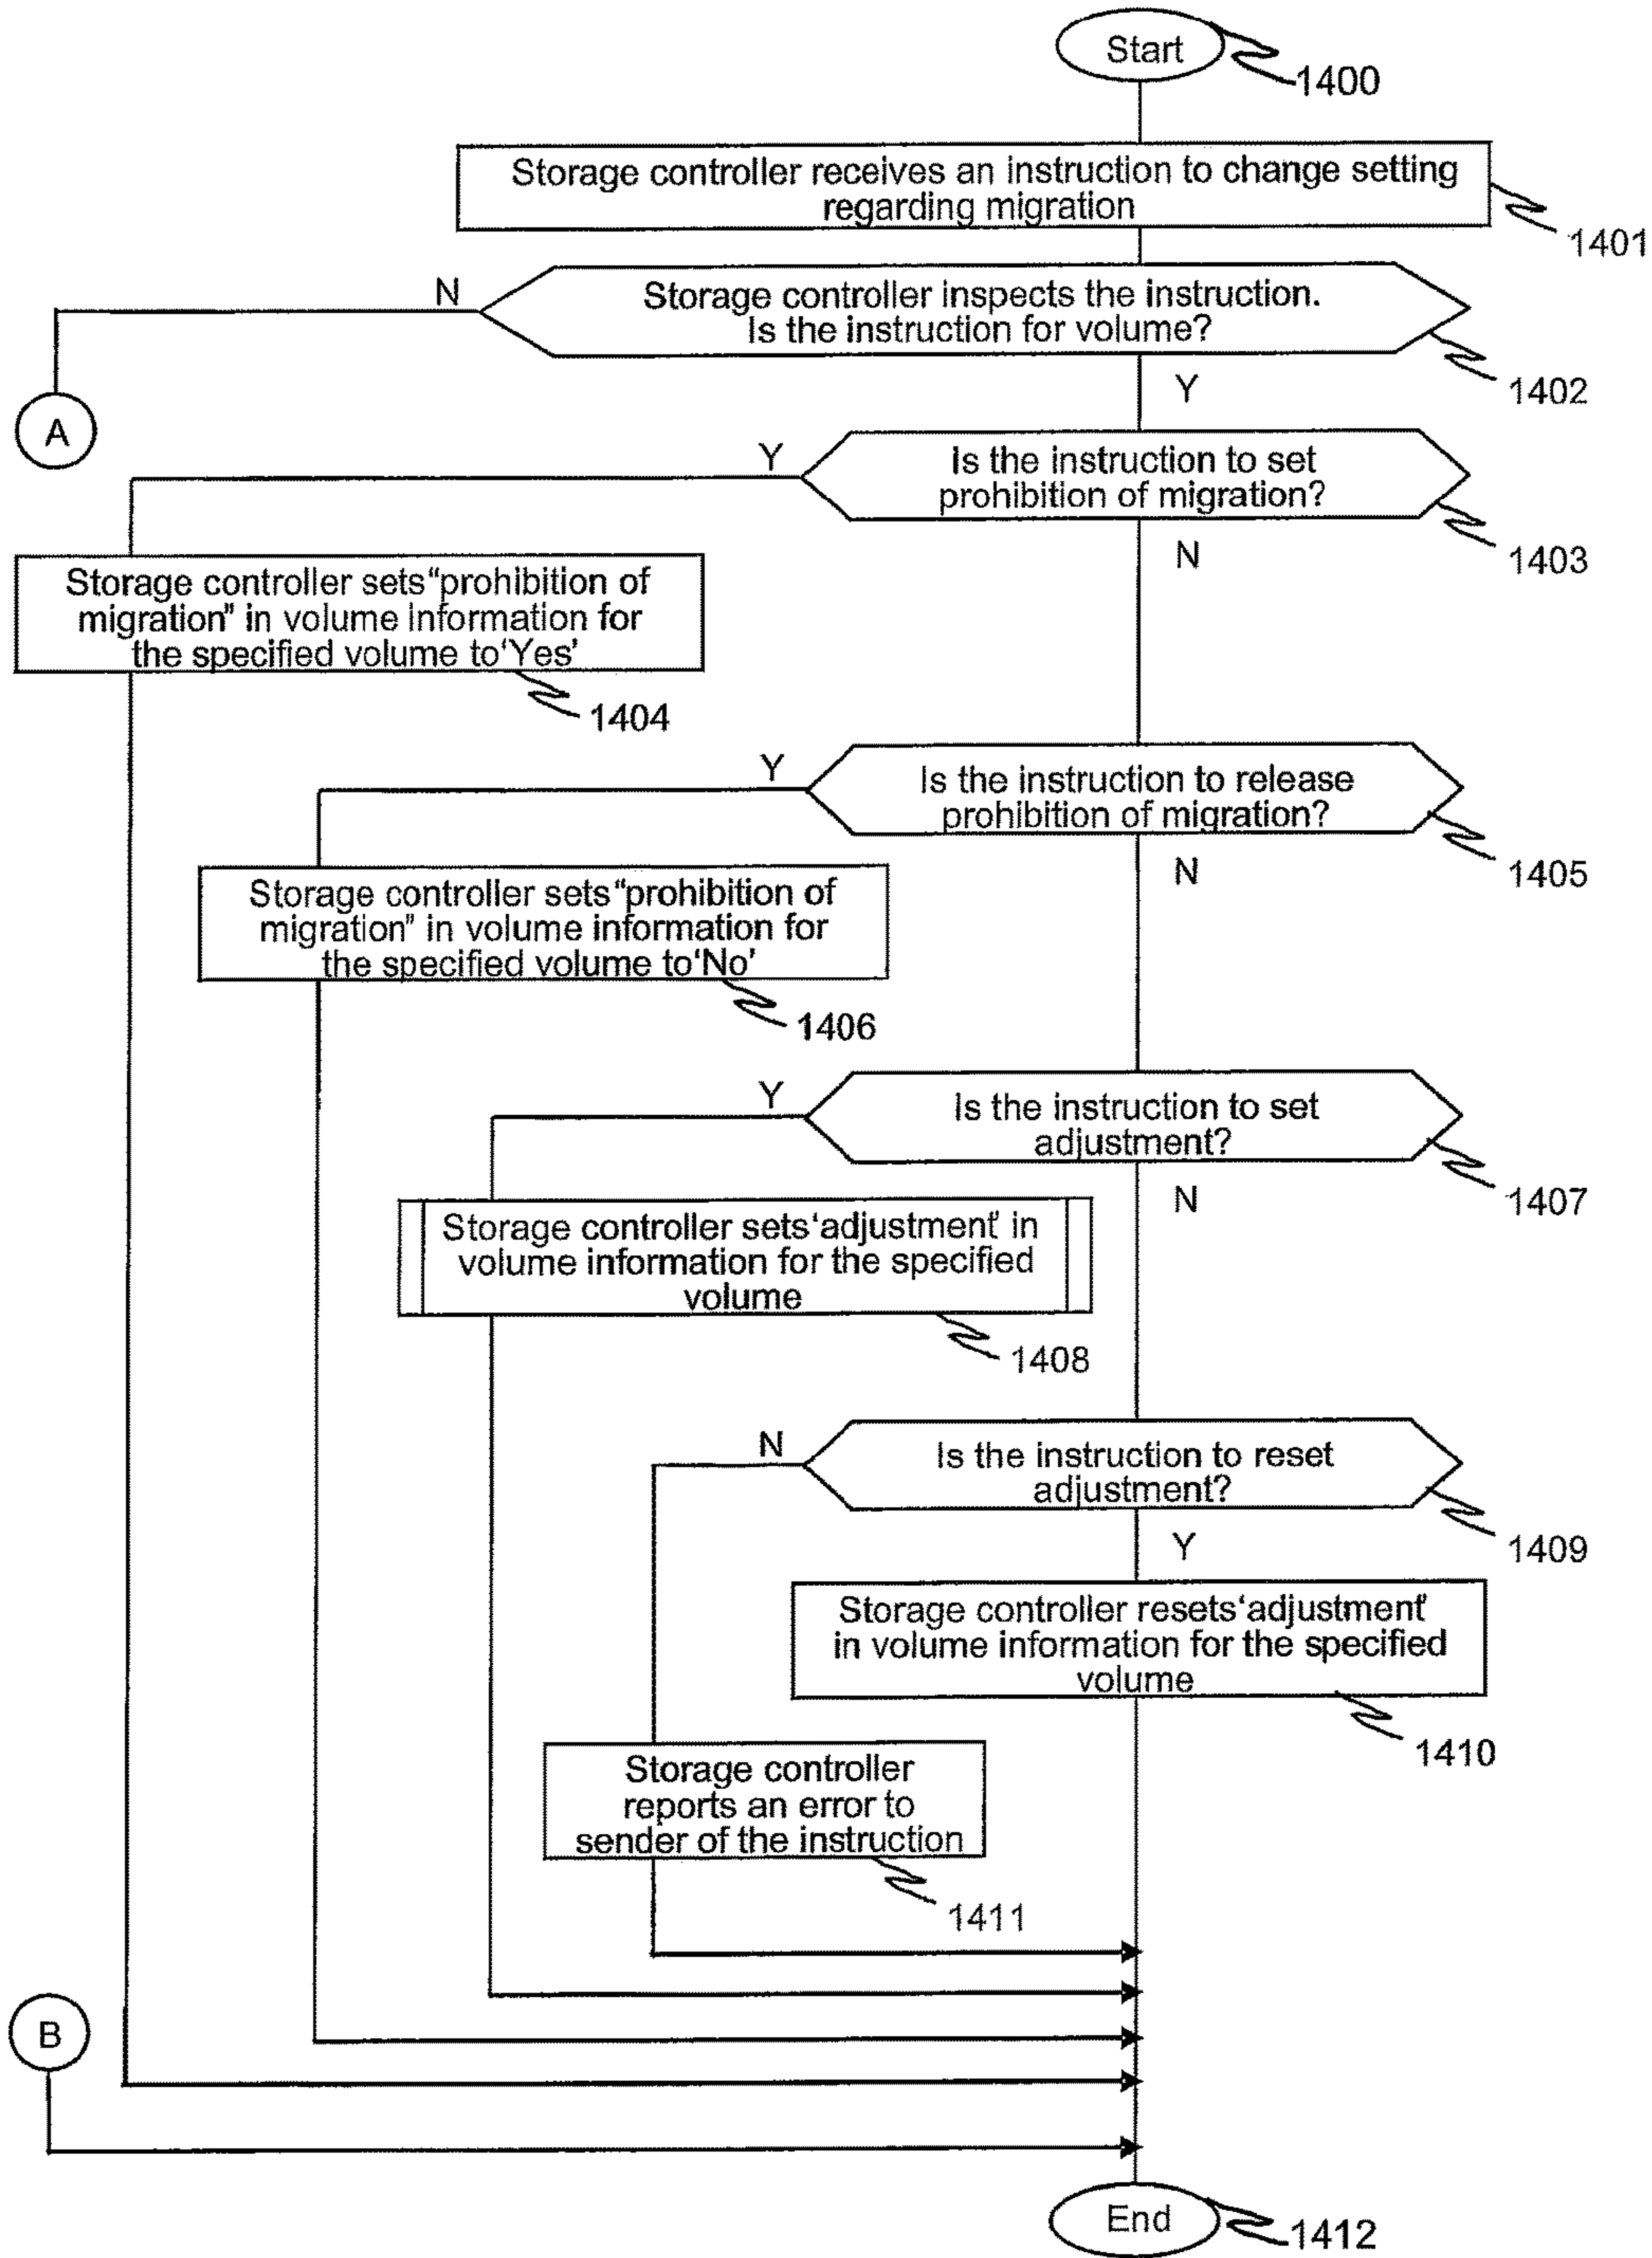 Start
1400
Storage controller receives an instruction to change setting
regarding migration
1401
N
Storage controller inspects the instruction.
Is the instruction for volume?
1402
Y
A
Y
Is the instruction to set
prohibition of migration?
1403
N
Storage controller sets “prohibition of
migration” in volume information for
the specified volume to ‘Yes’
1404
Y
Is the instruction to release
prohibition of migration?
1405
N
Storage controller sets “prohibition of
migration” in volume information for
the specified volume to ‘No’
1406
Y
Is the instruction to set
adjustment?
1407
N
Storage controller sets ‘adjustment’ in
volume information for the specified
volume
1408
N
Is the instruction to reset
adjustment?
1409
Y
Storage controller resets ‘adjustment’
in volume information for the specified
volume
1410
Storage controller
reports an error to
sender of the instruction
1411
B
End
1412